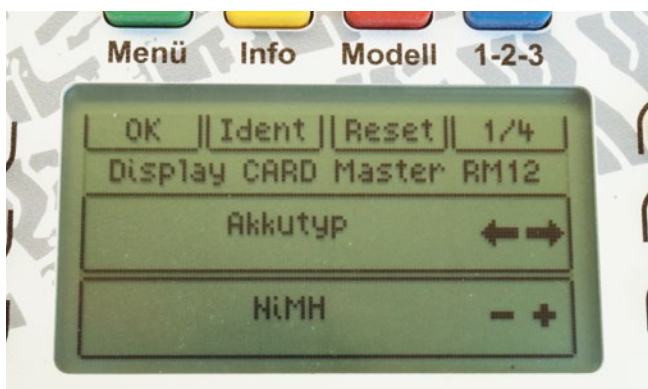 Menü Info Modell 1-2-3
OK Ident Reset 1/4
Display CARD Master RM12
Akkutyp
NiMH - +